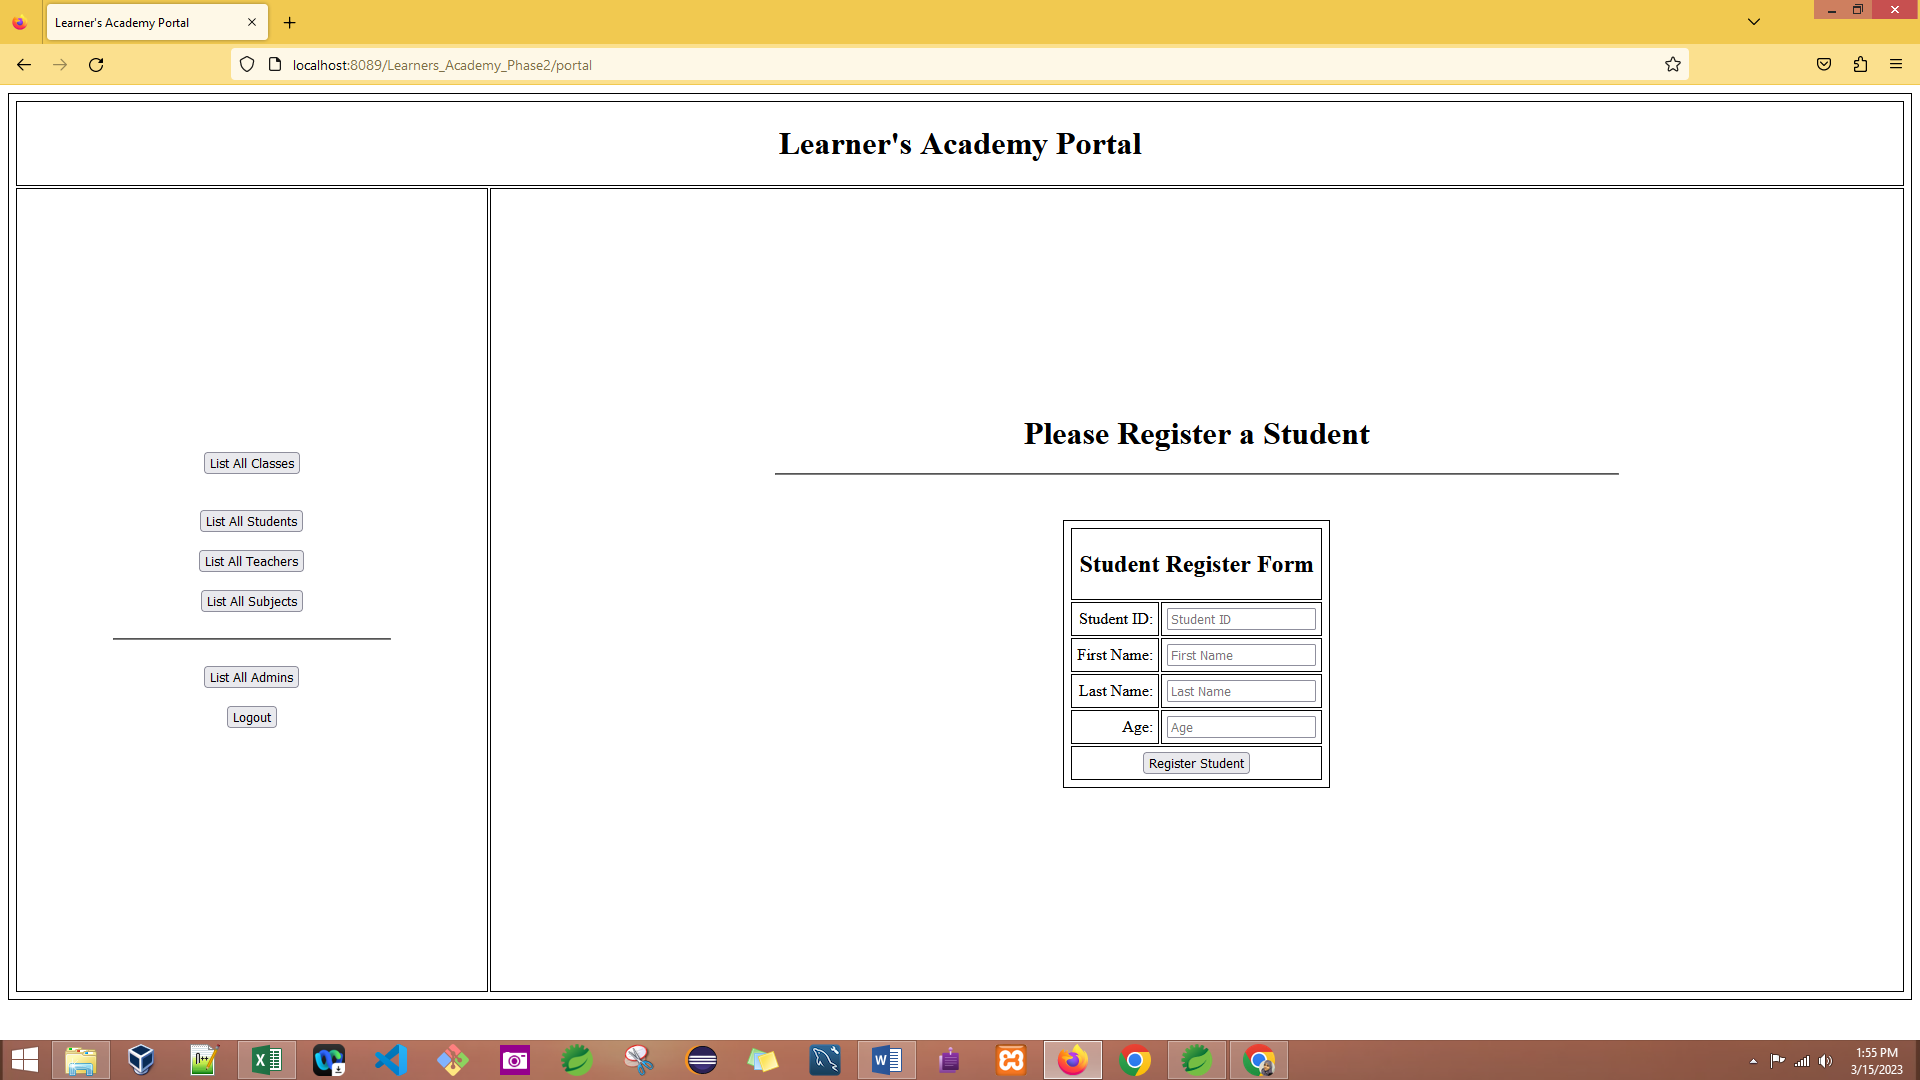 Learner's Academy Portal
localhost:8089/Learners_Academy_Phase2/portal
Learner's Academy Portal
List All Classes
List All Students
List All Teachers
List All Subjects
List All Admins
Logout
Please Register a Student
Student Register Form
Student ID: Student ID
First Name: First Name
Last Name: Last Name
Age: Age
Register Student
1:55 PM
3/15/2023